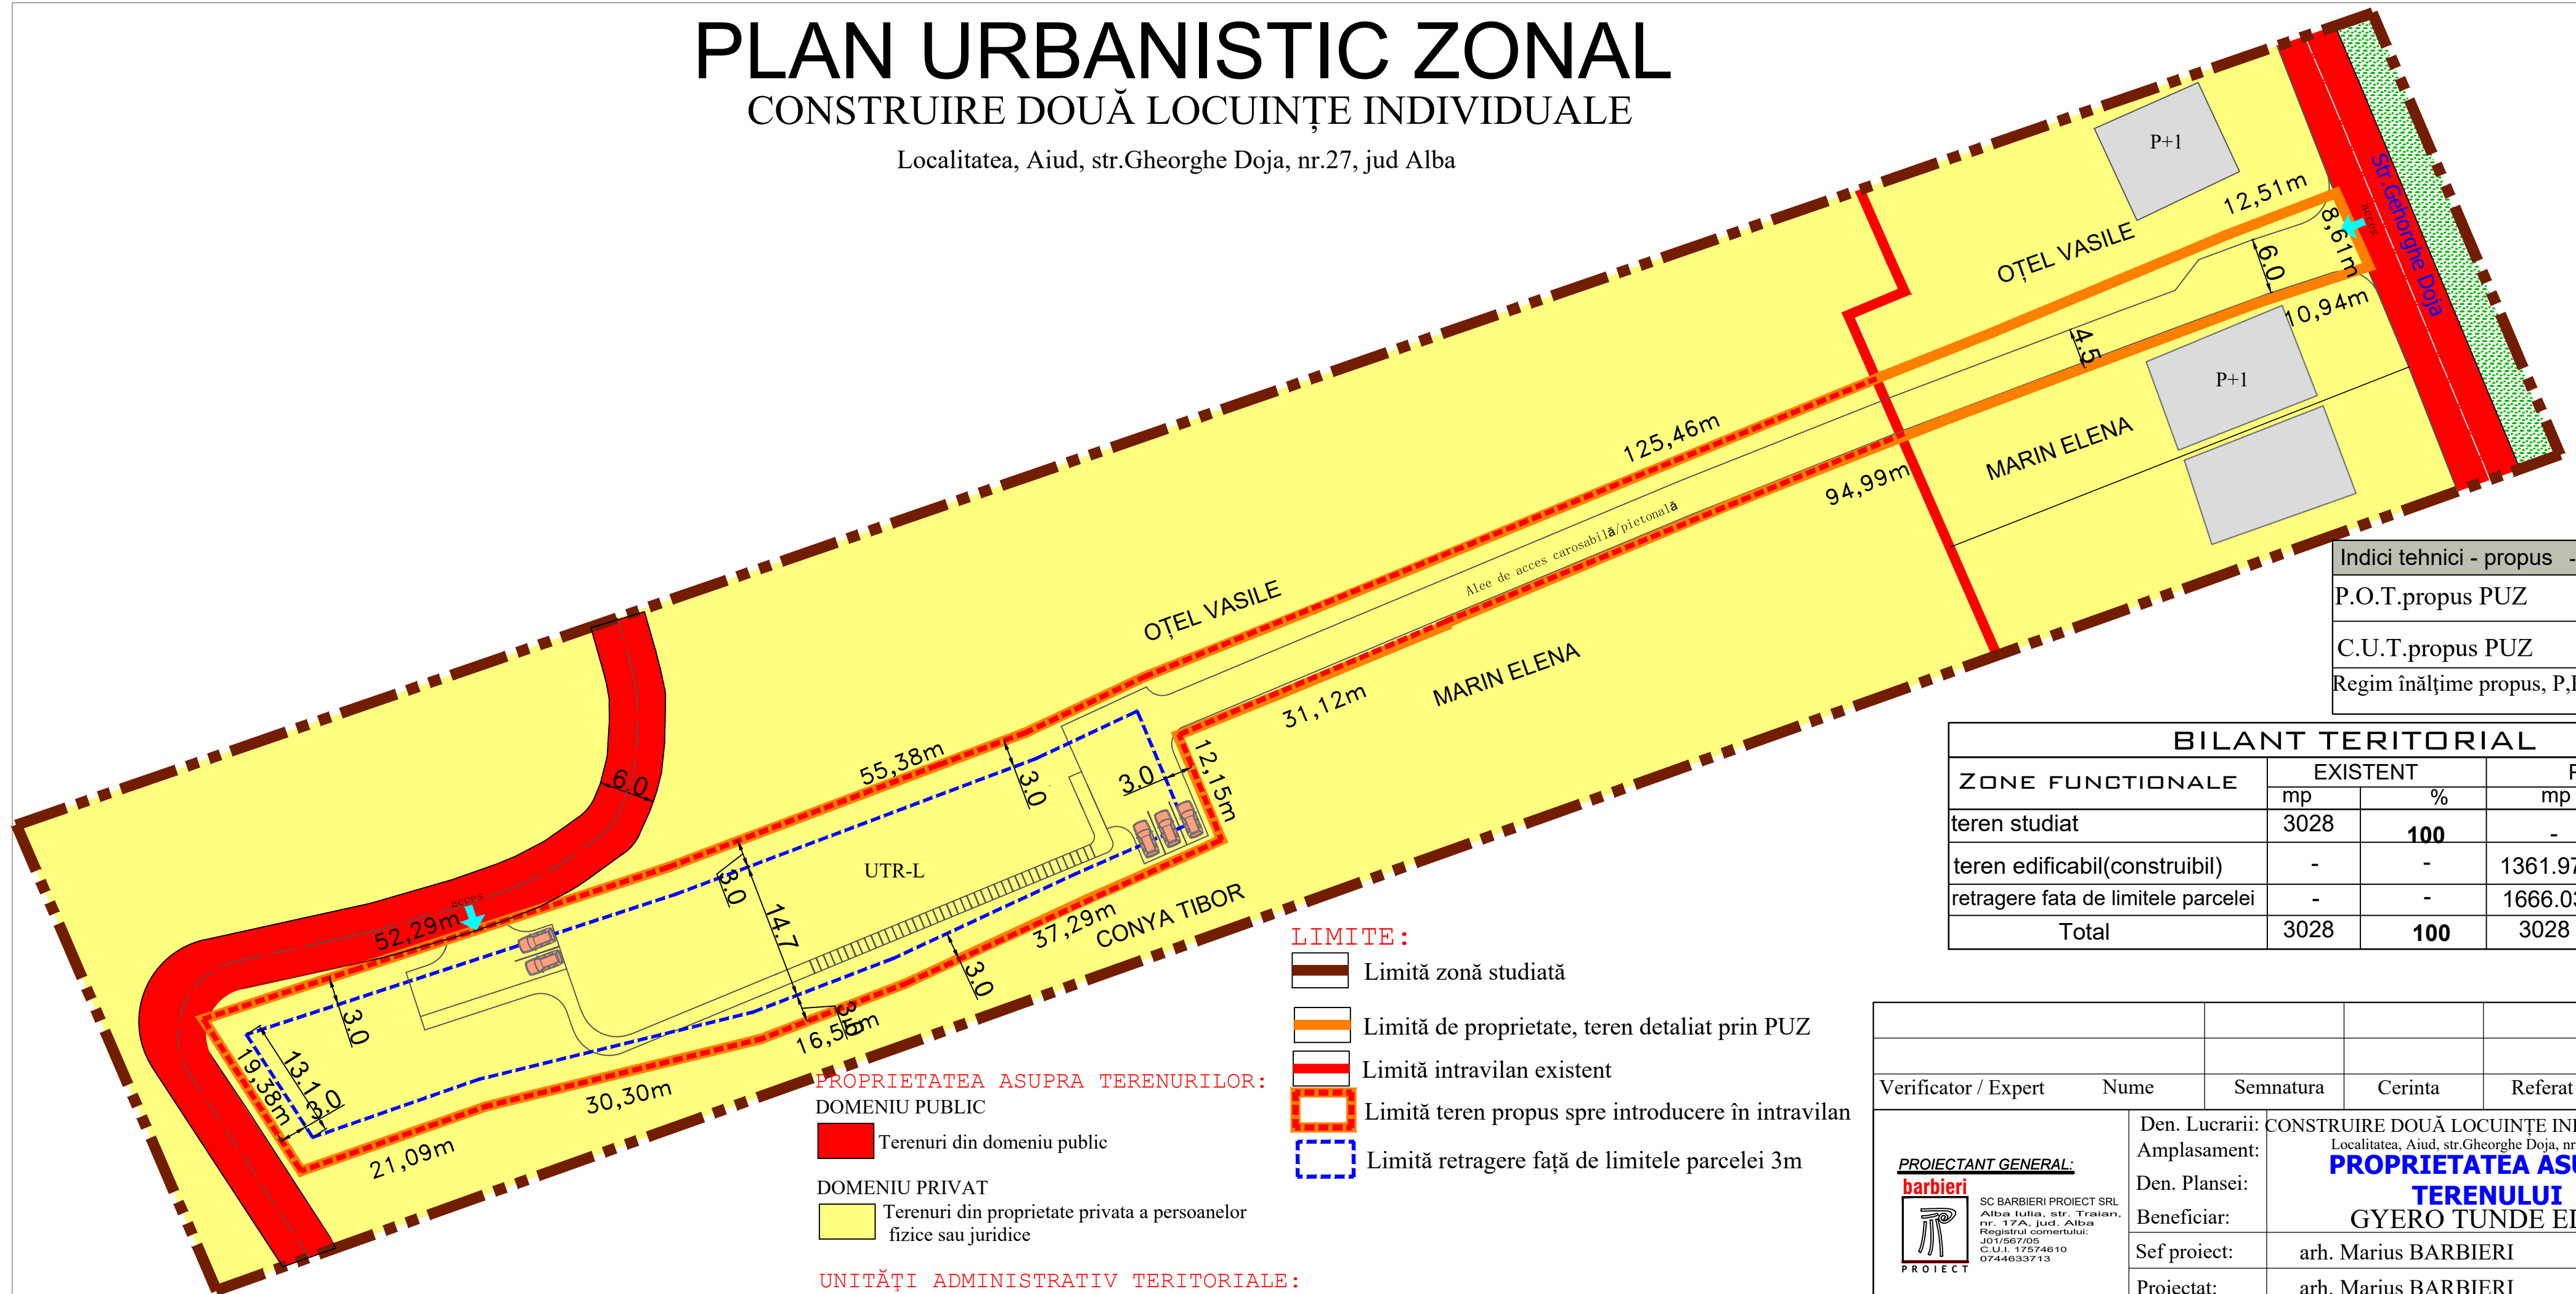 PLAN URBANISTIC ZONAL
CONSTRUIRE DOUĂ LOCUINȚE INDIVIDUALE
Localitatea, Aiud, str.Gheorghe Doja, nr.27, jud Alba
P+1
12,51m
OȚEL VASILE
8,61m
acces
Str.Gehorghe Doja
6.0
10,94m
4.5
P+1
MARIN ELENA
125,46m
94,99m
Alee de acces carosabilă/pietonală
OȚEL VASILE
MARIN ELENA
31,12m
12,15m
3.0
3.0
55,38m
6.0
UTR-L
3.0
14.7
37,29m
CONYA TIBOR
3.0
3.0
acces
52,29m
3.0
13.1
3.0
19,38m
30,30m
21,09m
Indici tehnici - propus -
P.O.T.propus PUZ
C.U.T.propus PUZ
Regim înălțime propus,
BILANT TERITORIAL
ZONE FUNCTIONALE EXISTENT
mp % mp
teren studiat 3028 100 -
teren edificabil(construibil) - - 1361.97
retragere fata de limitele parcelei - - 1666.03
Total 3028 100 3028
LIMITE:
Limită zonă studiată
Limită de proprietate, teren detaliat prin PUZ
Limită intravilan existent
Limită teren propus spre introducere în intravilan
Limită retragere față de limitele parcelei 3m
PROPRIETATEA ASUPRA TERENURILOR:
DOMENIU PUBLIC
Terenuri din domeniu public
DOMENIU PRIVAT
Terenuri din proprietate privata a persoanelor
fizice sau juridice
UNITĂŢI ADMINISTRATIV TERITORIALE:
Verificator / Expert Nume Semnatura Cerinta Referat
PROIECTANT GENERAL:
barbieri
PROIECT
SC BARBIERI PROIECT SRL
Alba Iulia, str. Traian,
nr. 17A, jud. Alba
Registrul comertului:
J01/567/05
C.U.I. 17574610
0744633713
Den. Lucrarii: CONSTRUIRE DOUĂ LOCUINȚE
Amplasament: Localitatea, Aiud, str.Gheorghe Doja,
Den. Plansei: PROPRIETATEA
TERENULUI
Beneficiar: GYERO TUNDE
Sef proiect: arh. Marius BARBIERI
Proiectat: arh. Marius BARBIERI